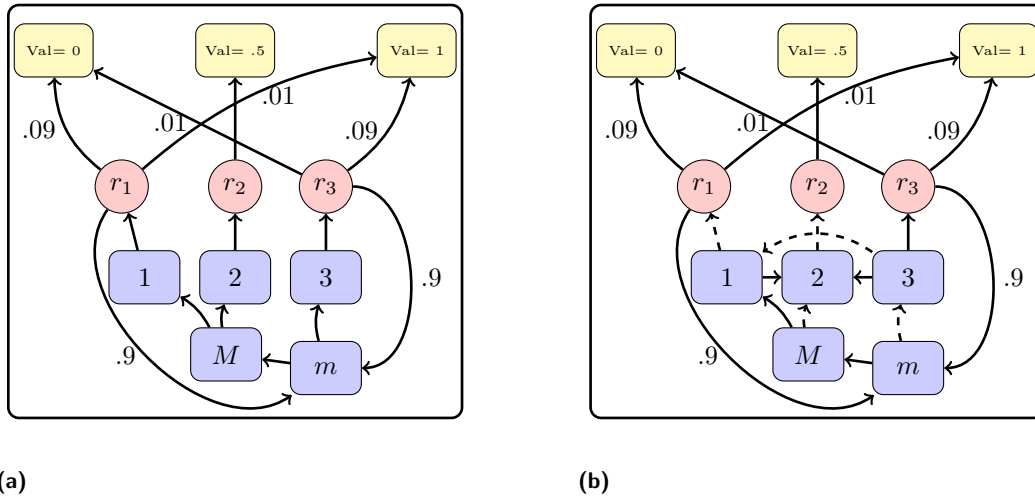 Val= 0 Val= .5 Val= 1 Val= 0 Val= .5 Val= 1
.01 .01
.09 .01 .09 .09 .01 .09
r1 r2 r3 r1 r2 r3
1 2 3 1 2 3
.9 .9
.9 M m .9 M m
(a) (b)